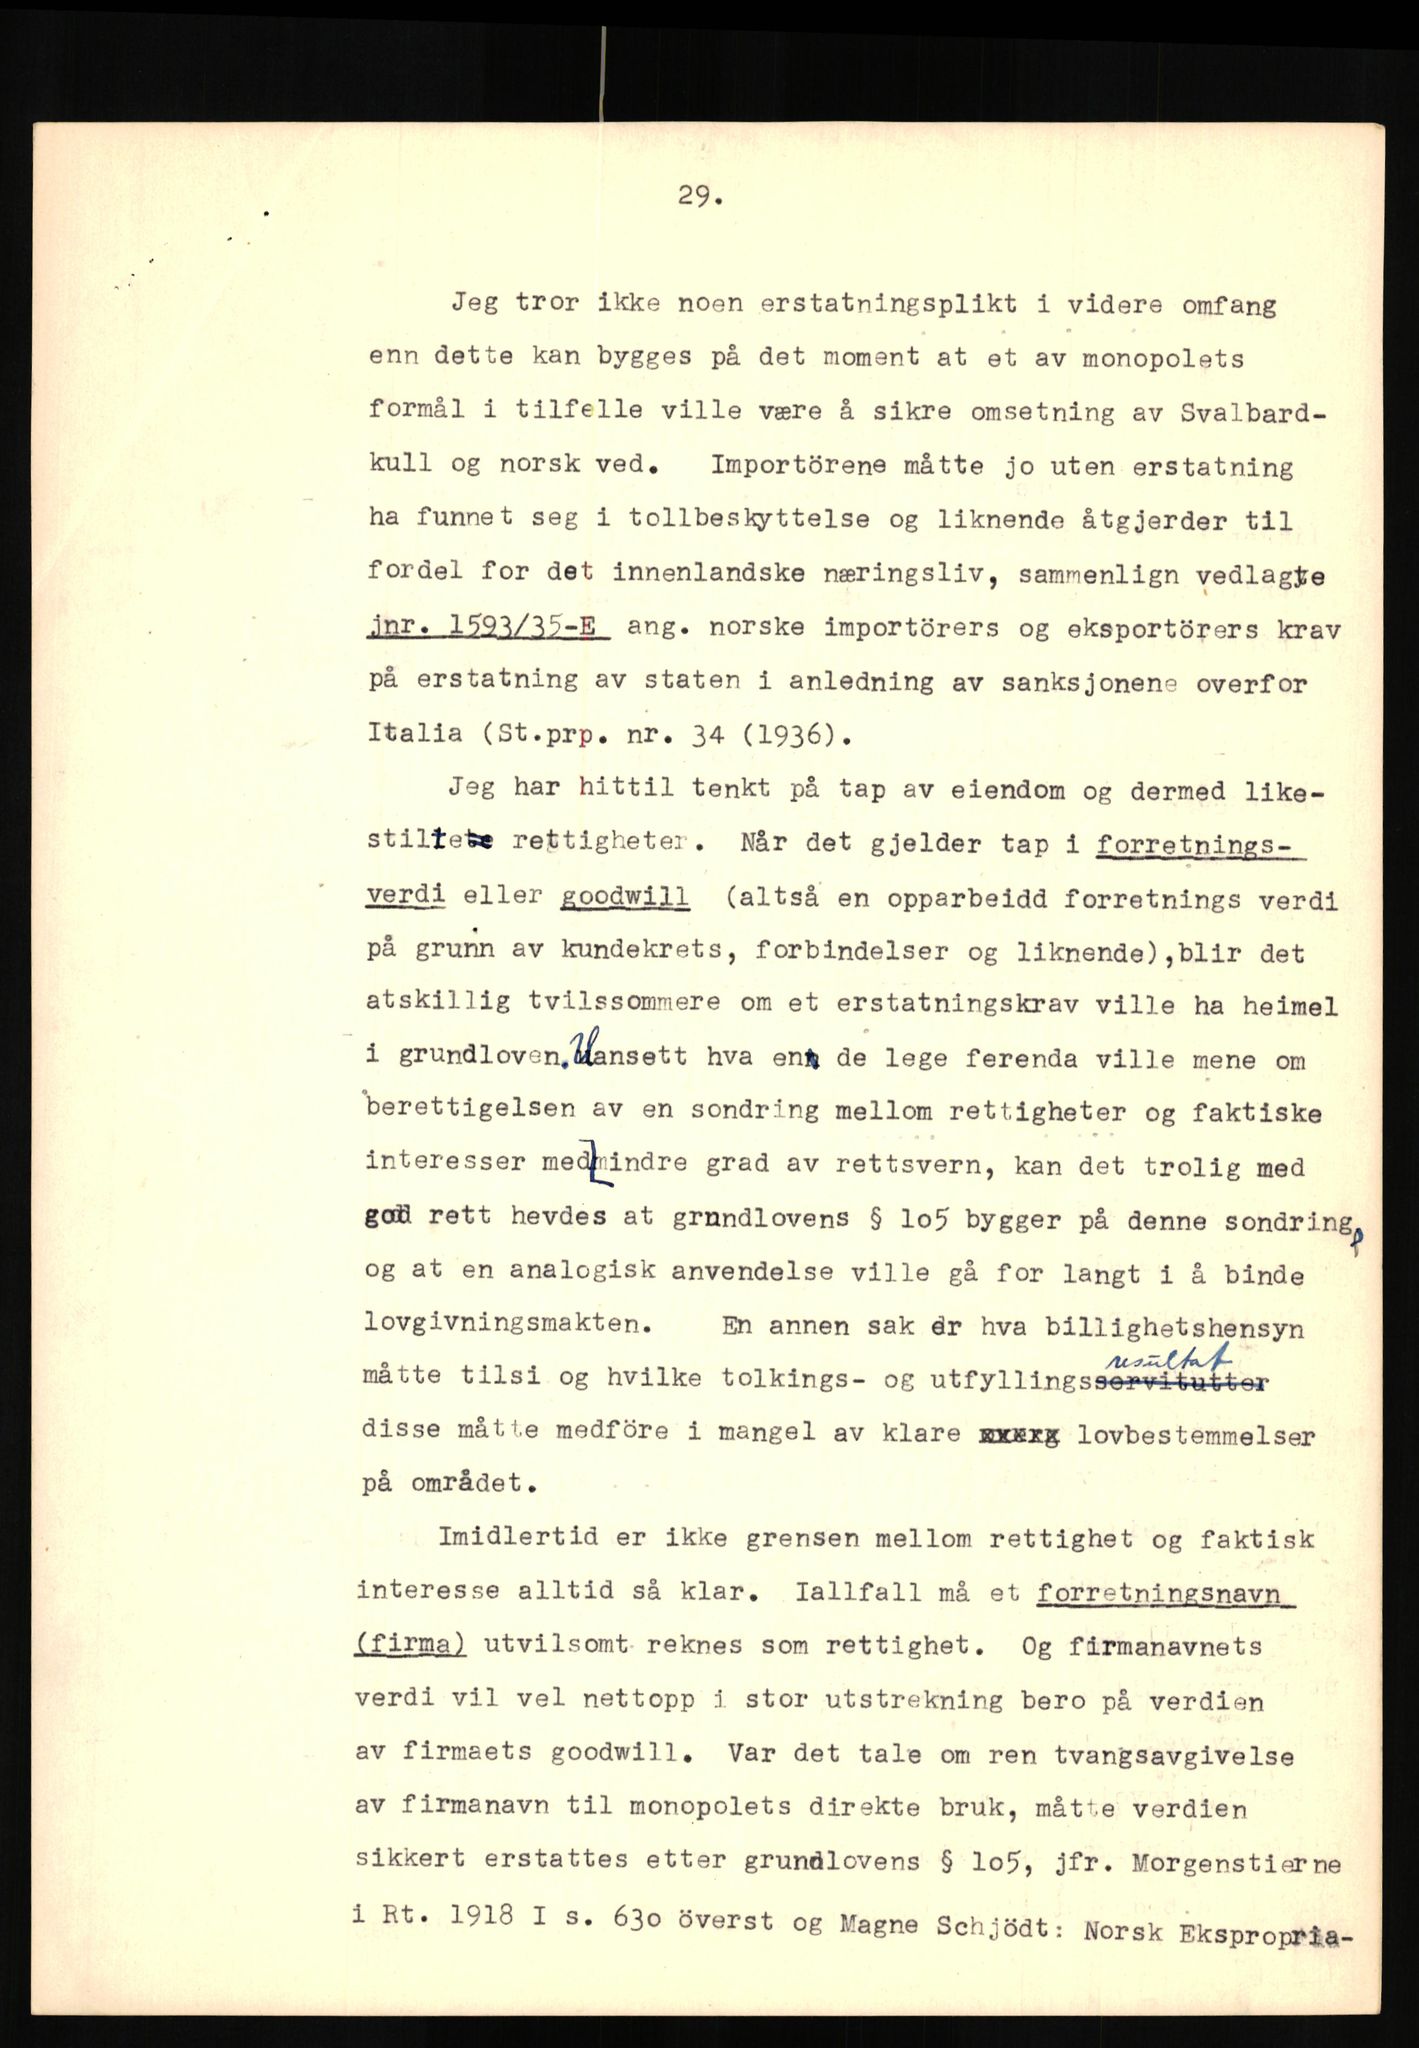 29.
Jeg tror ikke noen erstatningsplikt i videre omfang
enn dette kan bygges på det moment at et av monopolets
formål i tilfelle ville være å sikre omsetning av Svalbard-
kull og norsk ved. Importörene måtte jo uten erstatning
ha funnet seg i tollbeskyttelse og liknende åtgjerder til
fordel for det innenlandske næringsliv, sammenlign vedlagte
jnr. 1593/35-E ang. norske importörers og eksportörers krav
på erstatning av staten i anledning av sanksjonene overfor
Italia (St.prp. nr. 34 (1936).
Jeg har hittil tenkt på tap av eiendom og dermed like-
stilte rettigheter. Når det gjelder tap i forretnings-
verdi eller goodwill (altså en opparbeidd forretnings verdi
på grunn av kundekrets, forbindelser og liknende),blir det
atskillig tvilssommere om et erstatningskrav ville ha heimel
i grundloven. Uansett hva en de lege ferenda ville mene om
berettigelsen av en sondring mellom rettigheter og faktiske
interesser med mindre grad av rettsvern, kan det trolig med
god rett hevdes at grundlovens § 1o5 bygger på denne sondring,
og at en analogisk anvendelse ville gå for langt i å binde
lovgivningsmakten. En annen sak er hva billighetshensyn
resultat
måtte tilsi og hvilke tolkings- og utfyllingsservitutter
disse måtte medföre i mangel av klare lovbestemmelser
på området.
Imidlertid er ikke grensen mellom rettighet og faktisk
interesse alltid så klar. Iallfall må et forretningsnavn
(firma) utvilsomt reknes som rettighet. Og firmanavnets
verdi vil vel nettopp i stor utstrekning bero på verdien
av firmaets goodwill. Var det tale om ren tvangsavgivelse
av firmanavn til monopolets direkte bruk, måtte verdien
sikkert erstattes etter grundlovens § 1o5, jfr. Morgenstierne
i Rt. 1918 I s. 63o överst og Magne Schjödt: Norsk Ekspropria-